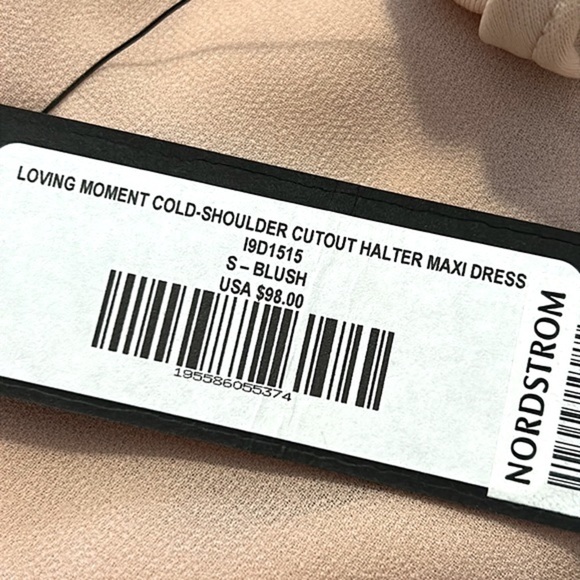 LOVING MOMENT COLD-SHOULDER CUTOUT HALTER MAXI DRESS
I9D1515
S – BLUSH
USA $98.00
195586055374
NORDSTROM